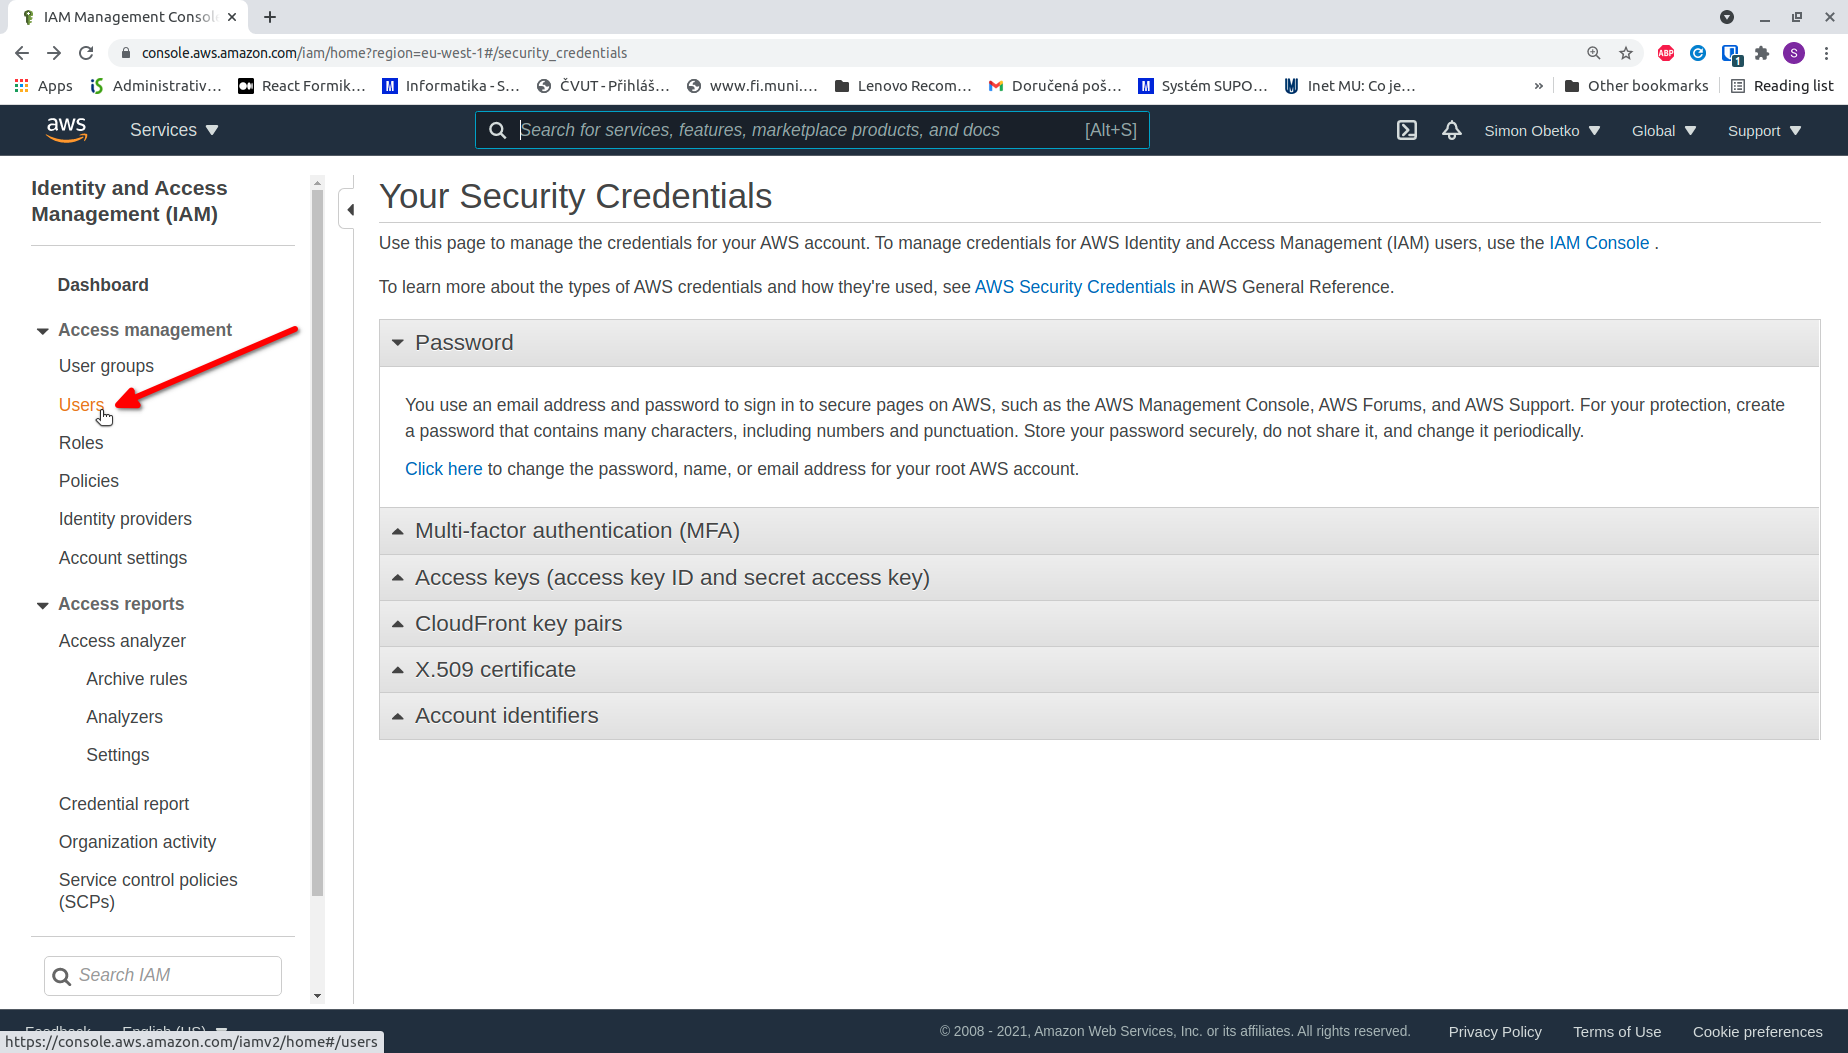 IAM Management Conso
console.aws.amazon.com/iam/home?region=eu-west-1#/security_credentials
ABP
1
S
Apps
Administrativ…
React Formik…
M Informatika - S…
ČVUT - Přihláš…
www.fi.muni.…
Lenovo Recom…
Doručená poš…
M Systém SUPO…
Inet MU: Co je…
»
Other bookmarks
Reading list
aws
Services
Search for services, features, marketplace products, and docs
[Alt+S]
Simon Obetko
Global
Support
Identity and Access
Management (IAM)
Dashboard
Access management
User groups
Users
Roles
Policies
Identity providers
Account settings
Access reports
Access analyzer
Archive rules
Analyzers
Settings
Credential report
Organization activity
Service control policies
(SCPs)
Search IAM
Your Security Credentials
Use this page to manage the credentials for your AWS account. To manage credentials for AWS Identity and Access Management (IAM) users, use the IAM Console .
To learn more about the types of AWS credentials and how they're used, see AWS Security Credentials in AWS General Reference.
Password
You use an email address and password to sign in to secure pages on AWS, such as the AWS Management Console, AWS Forums, and AWS Support. For your protection, create
a password that contains many characters, including numbers and punctuation. Store your password securely, do not share it, and change it periodically.
Click here to change the password, name, or email address for your root AWS account.
Multi-factor authentication (MFA)
Access keys (access key ID and secret access key)
CloudFront key pairs
X.509 certificate
Account identifiers
Feedback
English (US)
© 2008 - 2021, Amazon Web Services, Inc. or its affiliates. All rights reserved.
Privacy Policy
Terms of Use
Cookie preferences
https://console.aws.amazon.com/iamv2/home#/users